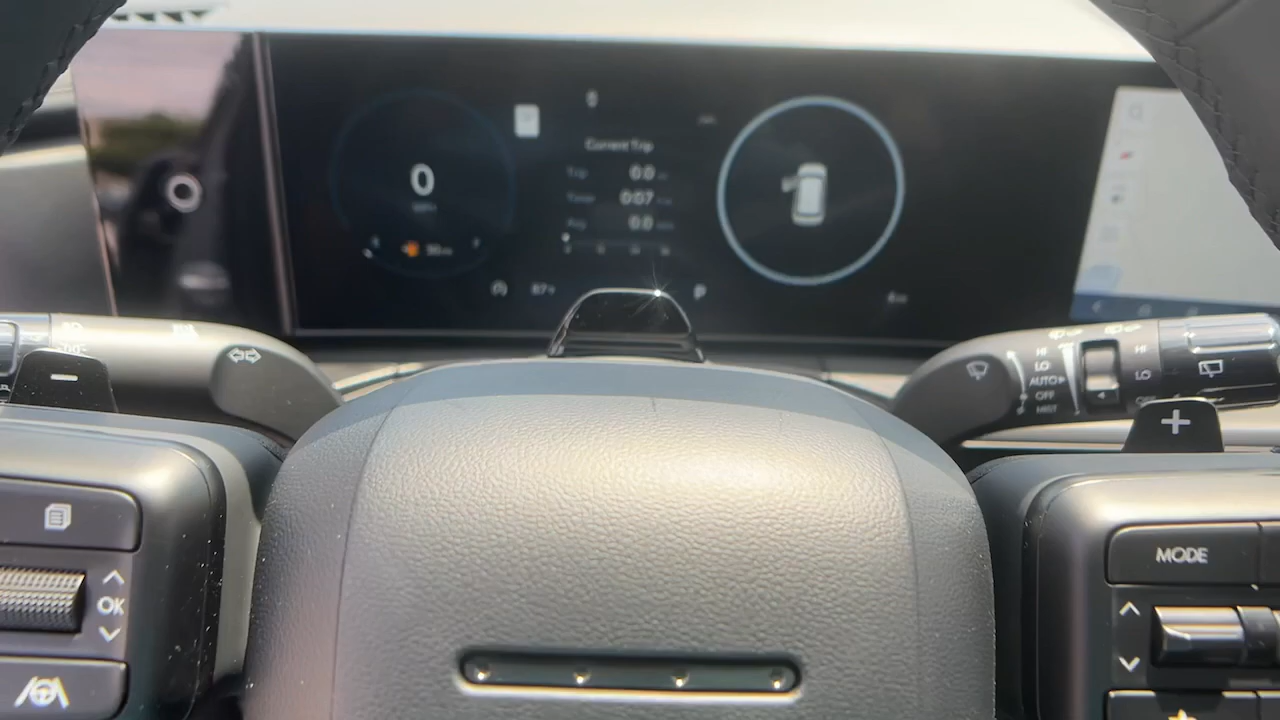 Current Trip
0
Trip 0.0
Time 0:07
Avg 0.0
87°F
P
HI
LO
AUTO
OFF
MIST
HI
LO
−
+
OK
MODE